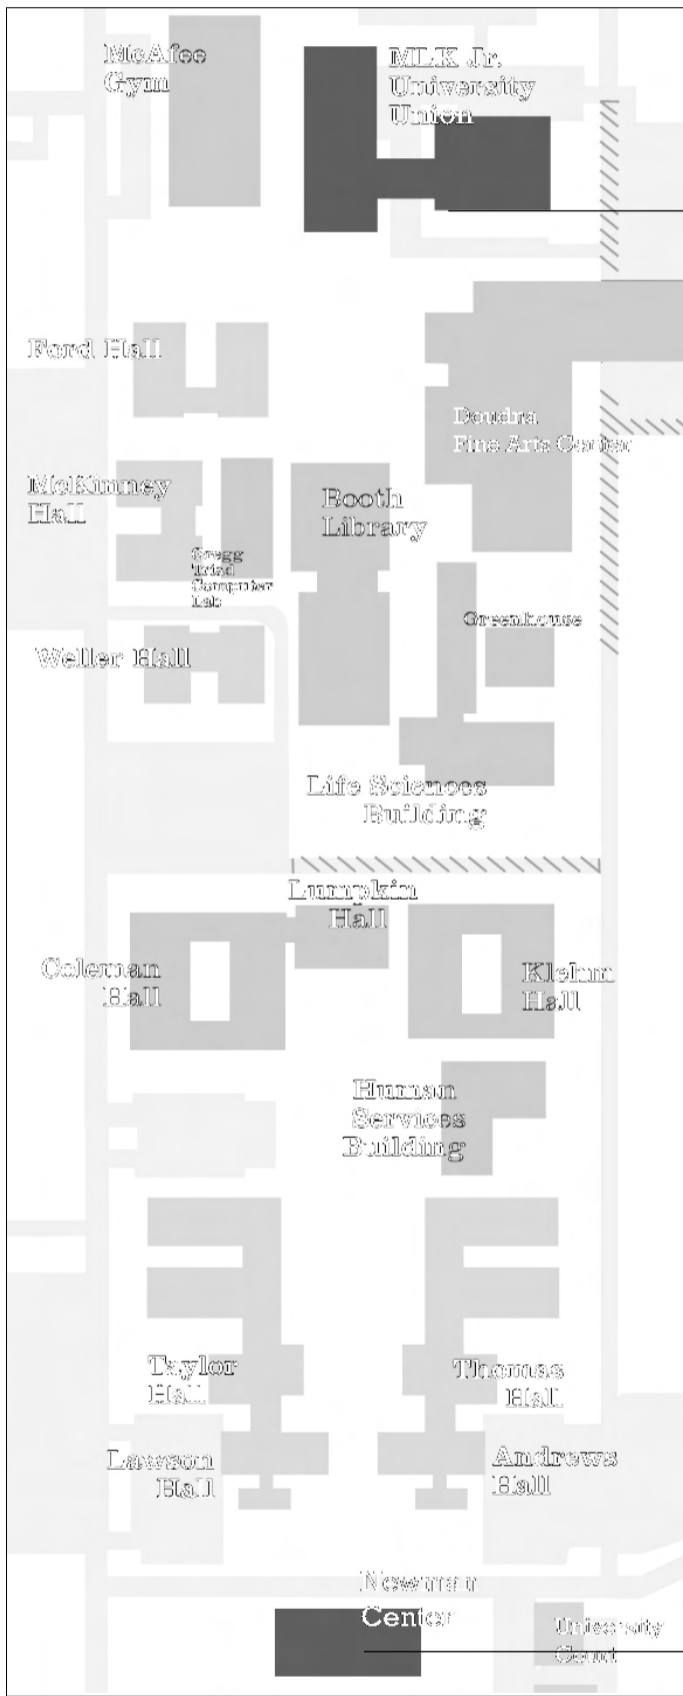 McAfee
Gym
MLK Jr.
University
Union
Ford Hall
Doudna
Fine Arts Center
McKinney
Hall
Booth
Library
Gregg
Triad
Computer
Lab
Greenhouse
Weller Hall
Life Sciences
Building
Lumpkin
Hall
Coleman
Hall
Klehm
Hall
Human
Services
Building
Taylor
Hall
Thomas
Hall
Lawson
Hall
Andrews
Hall
Newman
Center
University
Court